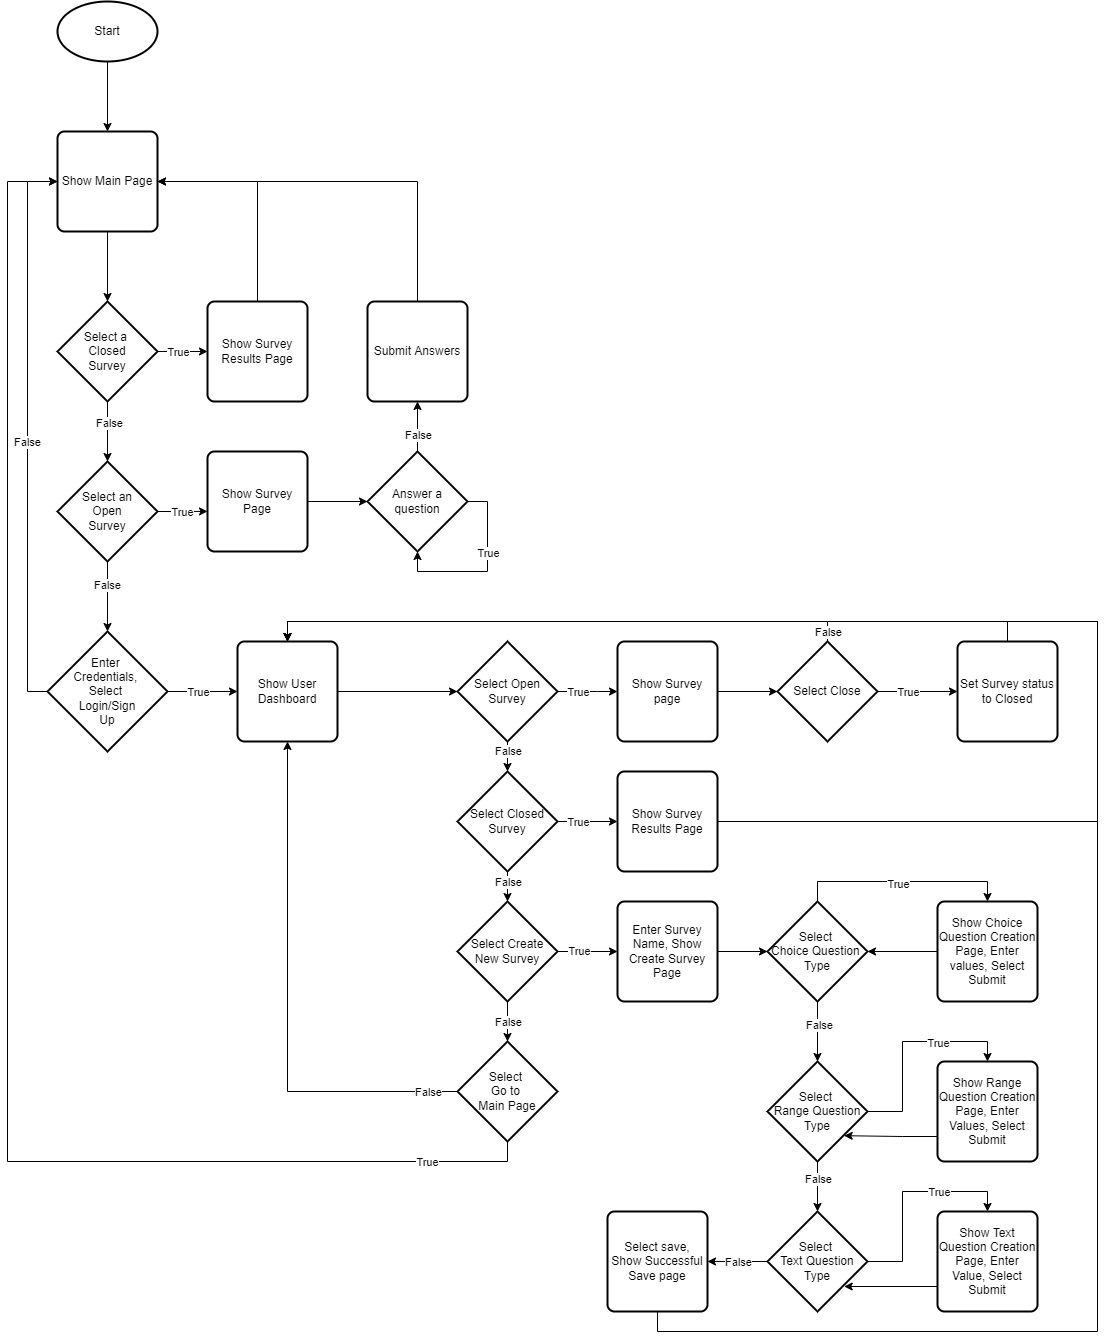 Start
Show Main Page
Select a
Closed
Survey
True
Show Survey
Results Page
Submit Answers
False
False
False
Select an
Open
Survey
True
Show Survey
Page
Answer a
question
True
False
Enter
Credentials,
Select
Login/Sign
Up
True
Show User
Dashboard
Select Open
Survey
True
Show Survey
page
False
Select Close
True
Set Survey status
to Closed
False
Select Closed
Survey
True
Show Survey
Results Page
False
Select Create
New Survey
True
Enter Survey
Name, Show
Create Survey
Page
Select
Choice Question
Type
True
Show Choice
Question Creation
Page, Enter
values, Select
Submit
False
False
Select
Go to
Main Page
False
True
Select
Range Question
Type
True
Show Range
Question Creation
Page, Enter
Values, Select
Submit
False
Select
Text Question
Type
True
Show Text
Question Creation
Page, Enter
Value, Select
Submit
False
Select save,
Show Successful
Save page